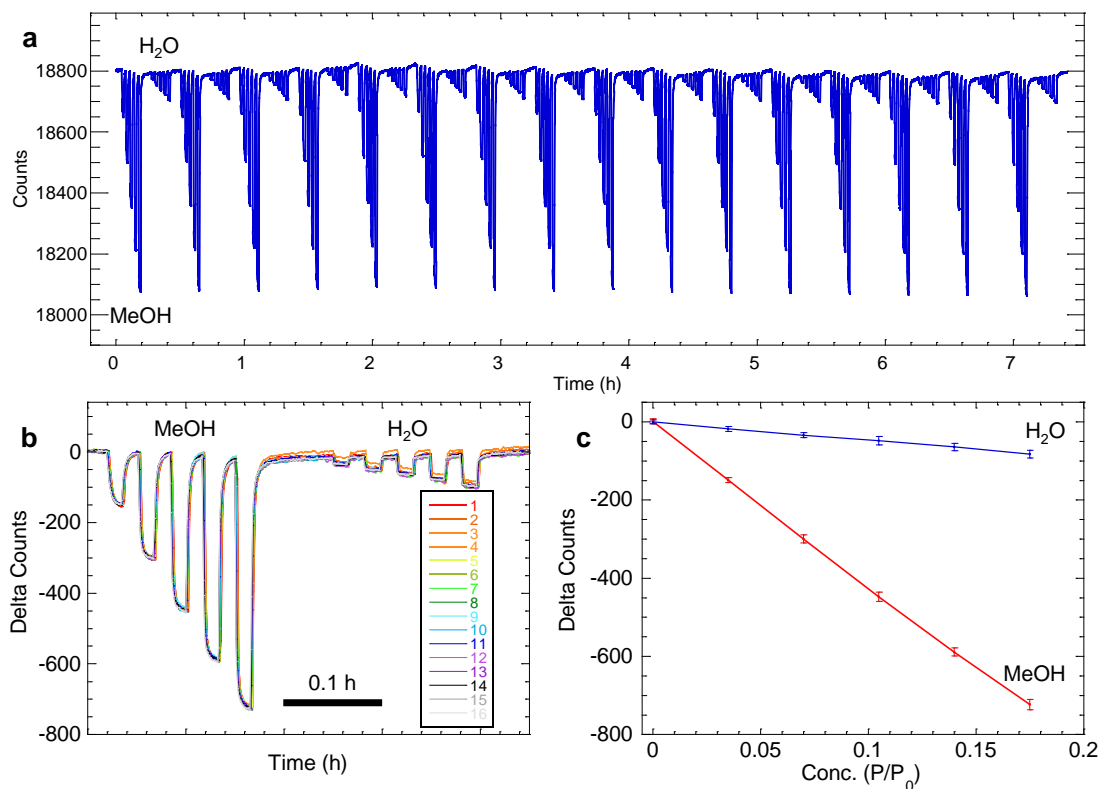 a
H₂O
18800
18600
18400
18200
18000
Counts
MeOH
0 1 2 3 4 5 6 7
Time (h)
b
MeOH
H₂O
0
-200
-400
-600
-800
Delta Counts
1
2
3
4
5
6
7
8
9
10
11
12
13
14
15
16
0.1 h
Time (h)
c
H₂O
0
-200
-400
-600
-800
Delta Counts
MeOH
0 0.05 0.1 0.15 0.2
Conc. (P/P₀)